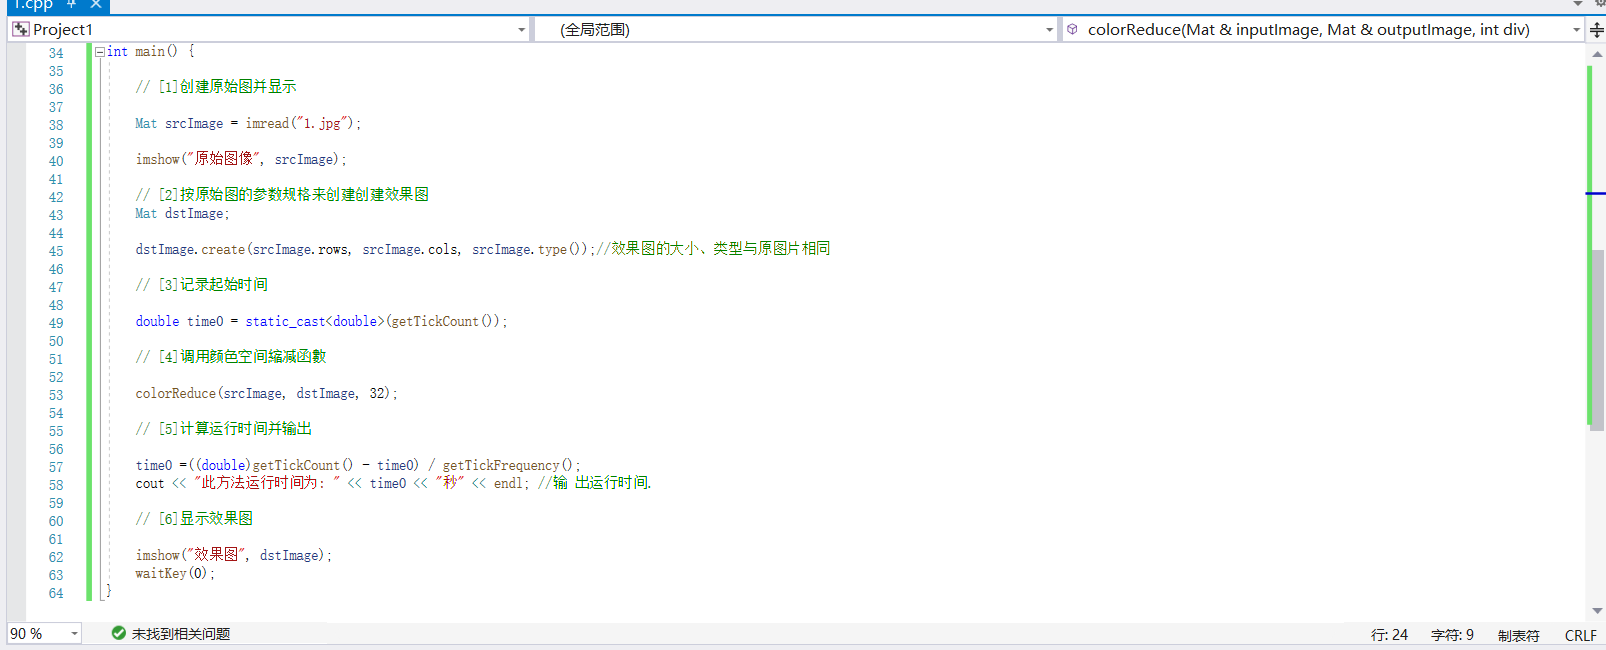 1.cpp
Project1 (全局范围) colorReduce(Mat & inputImage, Mat & outputImage, int div)
34 int main() {
35
36 // [1]创建原始图并显示
37
38 Mat srcImage = imread("1.jpg");
39
40 imshow("原始图像", srcImage);
41
42 // [2]按原始图的参数规格来创建创建效果图
43 Mat dstImage;
44
45 dstImage.create(srcImage.rows, srcImage.cols, srcImage.type());//效果图的大小、类型与原图片相同
46
47 // [3]记录起始时间
48
49 double time0 = static_cast<double>(getTickCount());
50
51 // [4]调用颜色空间缩减函數
52
53 colorReduce(srcImage, dstImage, 32);
54
55 // [5]计算运行时间并输出
56
57 time0 =((double)getTickCount() - time0) / getTickFrequency();
58 cout << "此方法运行时间为: " << time0 << "秒" << endl; //输 出运行时间.
59
60 // [6]显示效果图
61
62 imshow("效果图", dstImage);
63 waitKey(0);
64 }
90 % 未找到相关问题 行: 24 字符: 9 制表符 CRLF